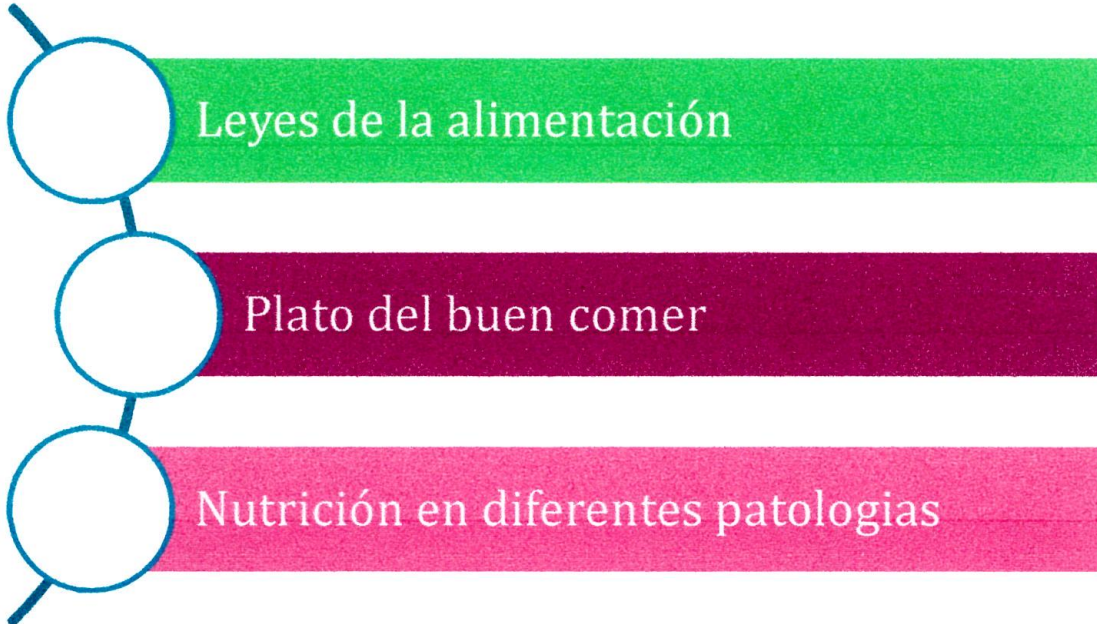 Leyes de la alimentación
Plato del buen comer
Nutrición en diferentes patologias